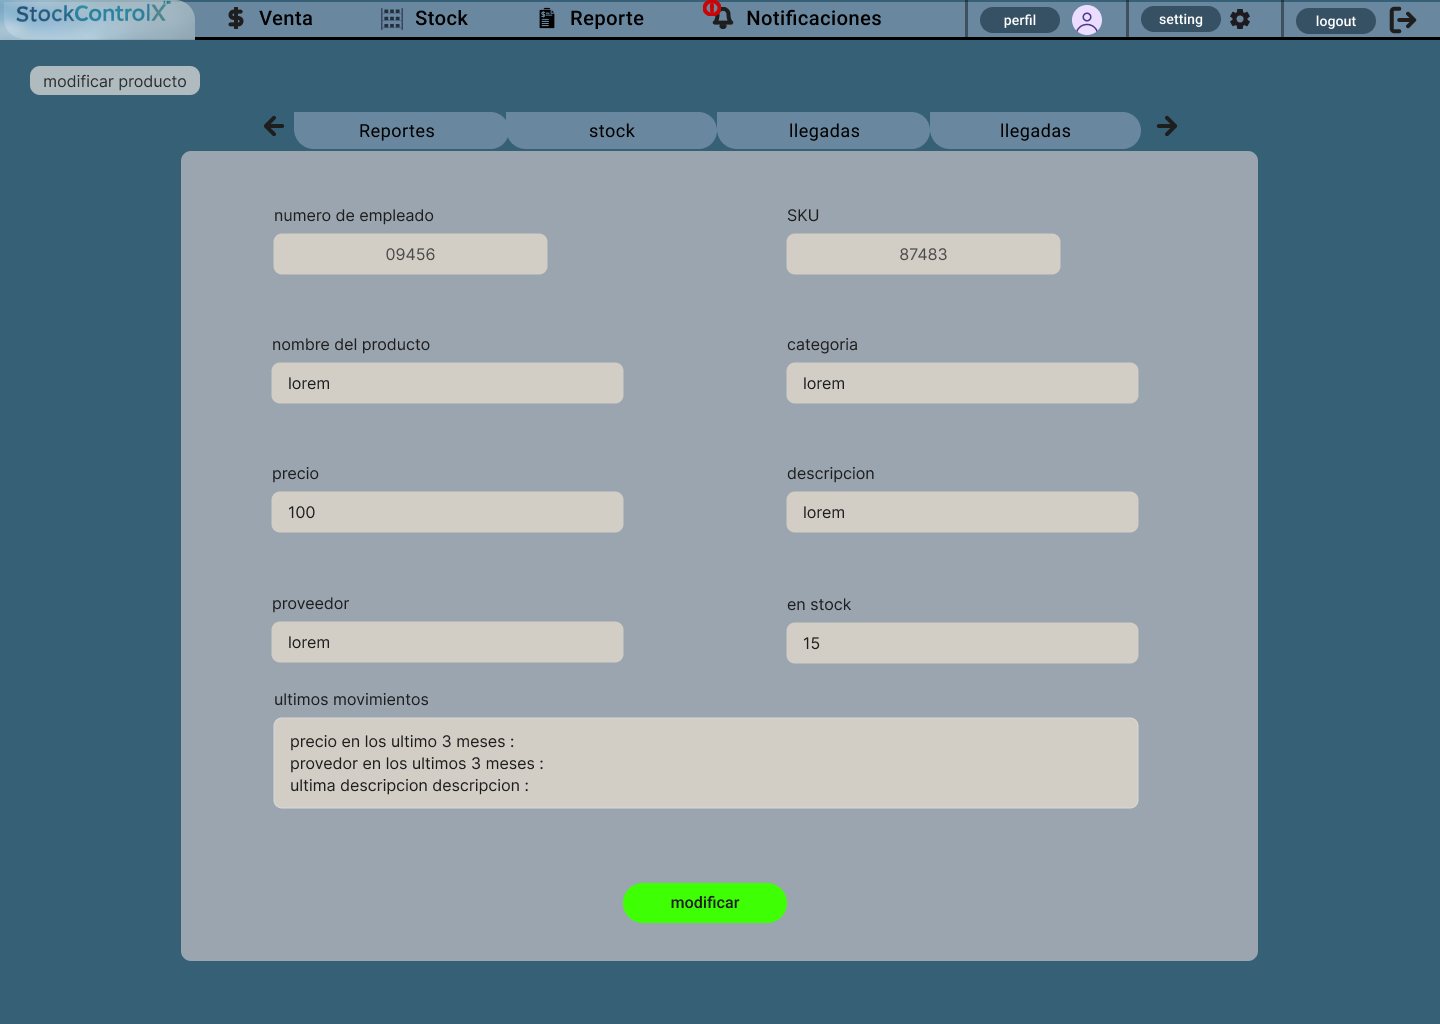 StockControlX
Venta
Stock
Reporte
0
Notificaciones
perfil
setting
logout
modificar producto
Reportes
stock
llegadas
llegadas
numero de empleado
SKU
09456
87483
nombre del producto
categoria
lorem
lorem
precio
descripcion
100
lorem
proveedor
en stock
lorem
15
ultimos movimientos
precio en los ultimo 3 meses :
provedor en los ultimos 3 meses :
ultima descripcion descripcion :
modificar